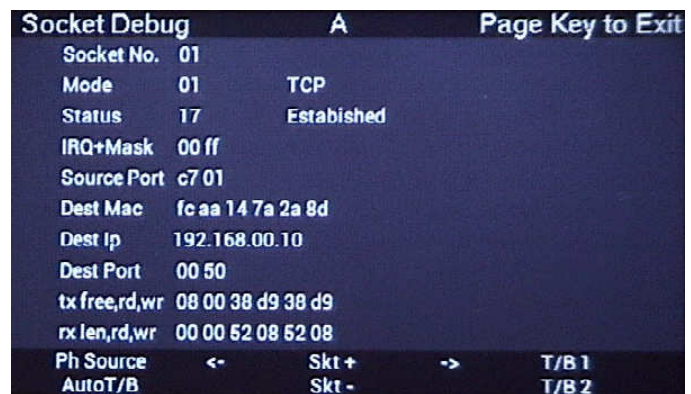 Socket Debug A Page Key to Exit
Socket No. 01
Mode 01 TCP
Status 17 Estabished
IRQ+Mask 00 ff
Source Port c7 01
Dest Mac fc aa 14 7a 2a 8d
Dest Ip 192.168.00.10
Dest Port 00 50
tx free,rd,wr 08 00 38 d9 38 d9
rx len,rd,wr 00 00 52 08 52 08
Ph Source <- Skt + -> T/B 1
AutoT/B Skt - T/B 2